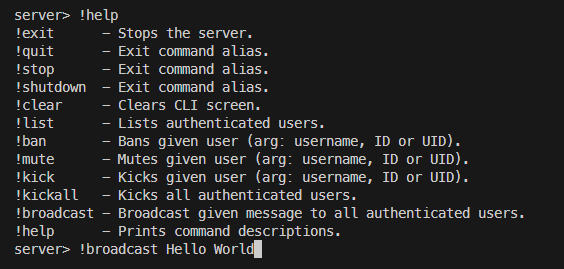 server> !help
!exit      – Stops the server.
!quit      – Exit command alias.
!stop      – Exit command alias.
!shutdown  – Exit command alias.
!clear     – Clears CLI screen.
!list      – Lists authenticated users.
!ban       – Bans given user (arg: username, ID or UID).
!mute      – Mutes given user (arg: username, ID or UID).
!kick      – Kicks given user (arg: username, ID or UID).
!kickall   – Kicks all authenticated users.
!broadcast – Broadcast given message to all authenticated users.
!help      – Prints command descriptions.
server> !broadcast Hello World